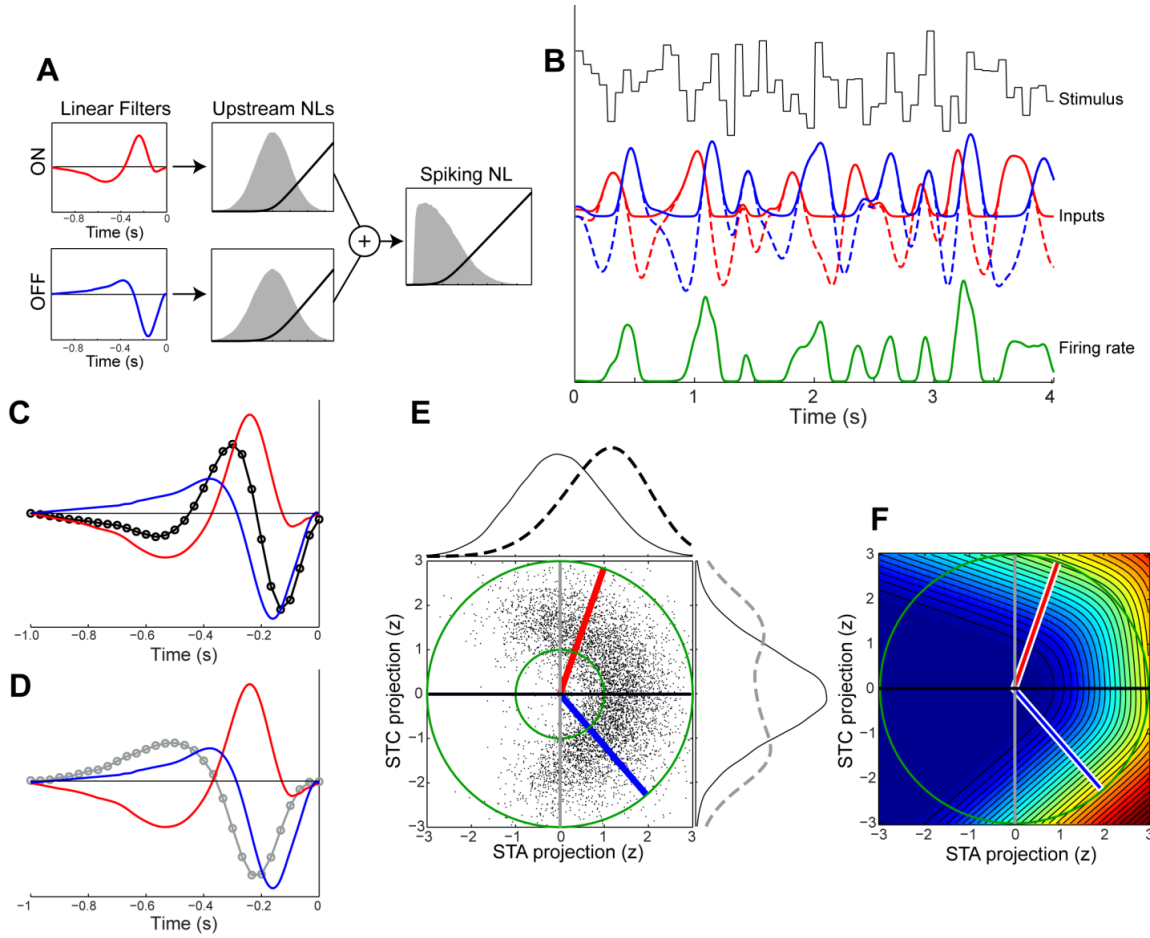 A
Linear Filters
Upstream NLs
ON
−0.8 −0.4 0
Time (s)
OFF
−0.8 −0.4 0
Time (s)
Spiking NL
+
B
Stimulus
Inputs
Firing rate
0 1 2 3 4
Time (s)
C
−1.0 −0.8 −0.6 −0.4 −0.2 0
Time (s)
D
−1 −0.8 −0.6 −0.4 −0.2 0
Time (s)
E
3
2
1
0
−1
−2
−3
STC projection (z)
−3 −2 −1 0 1 2 3
STA projection (z)
F
3
2
1
0
−1
−2
−3
STC projection (z)
−3 −2 −1 0 1 2 3
STA projection (z)